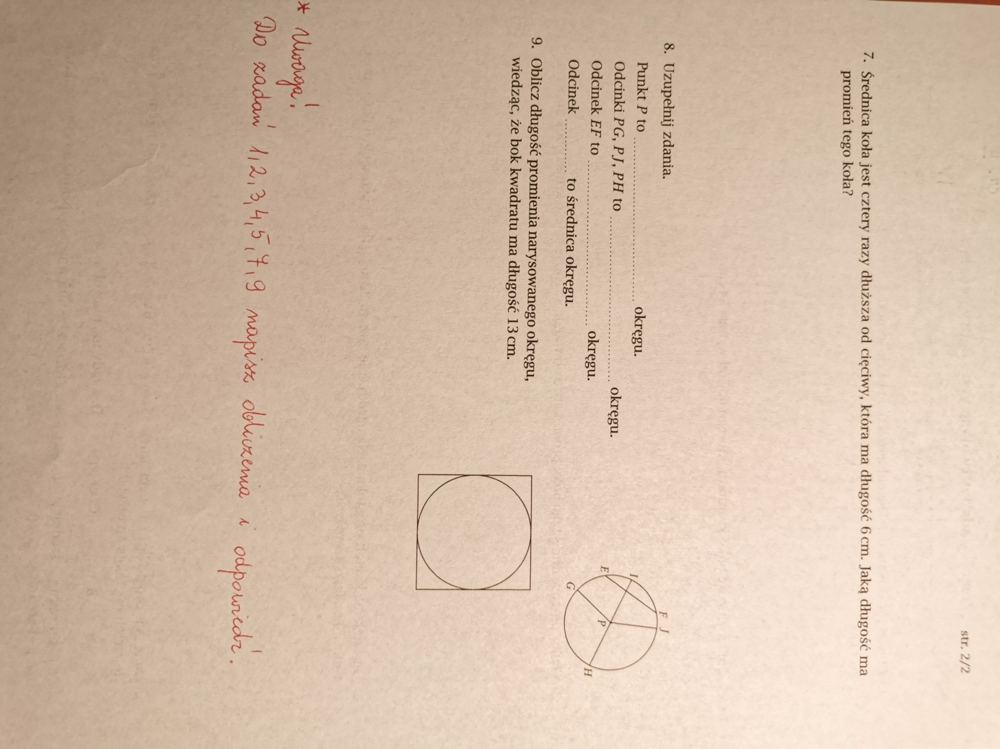 str. 2/2
7. Średnica koła jest cztery razy dłuższa od cięciwy, która ma długość 6 cm. Jaką długość ma
promień tego koła?
8. Uzupełnij zdania.
Punkt P to ........................................ okręgu.
Odcinki PG, PJ, PH to ........................................ okręgu.
Odcinek EF to ........................................ okręgu.
Odcinek ............ to średnica okręgu.
F
J
I
E
P
G
H
9. Oblicz długość promienia narysowanego okręgu,
wiedząc, że bok kwadratu ma długość 13 cm.
* Uwaga!
Do zadań 1, 2, 3, 4, 5, 7, 9 napisz obliczenia i odpowiedź.